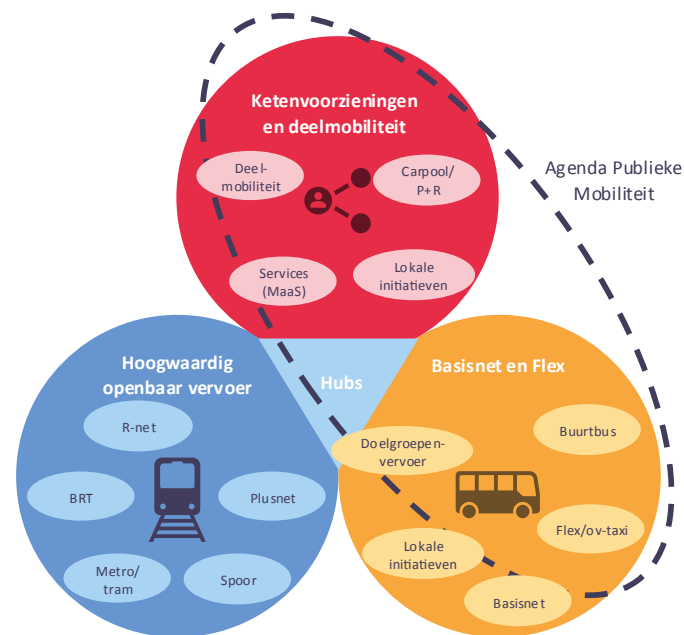 Ketenvoorzieningen
en deelmobiliteit
Deel-
mobiliteit
Carpool/
P+R
Services
(MaaS)
Lokale
initiatieven
Agenda Publieke
Mobiliteit
Hoogwaardig
openbaar vervoer
R-net
BRT
Plusnet
Metro/
tram
Spoor
Hubs
Basisnet en Flex
Doelgroepen-
vervoer
Buurtbus
Flex/ov-taxi
Lokale
initiatieven
Basisnet